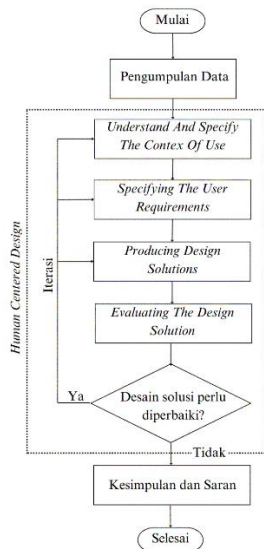 Mulai
Pengumpulan Data
Understand And Specify
The Contex Of Use
Specifying The User
Requirements
Producing Design
Solutions
Evaluating The Design
Solution
Human Centered Design
Iterasi
Ya
Desain solusi perlu
diperbaiki?
Tidak
Kesimpulan dan Saran
Selesai